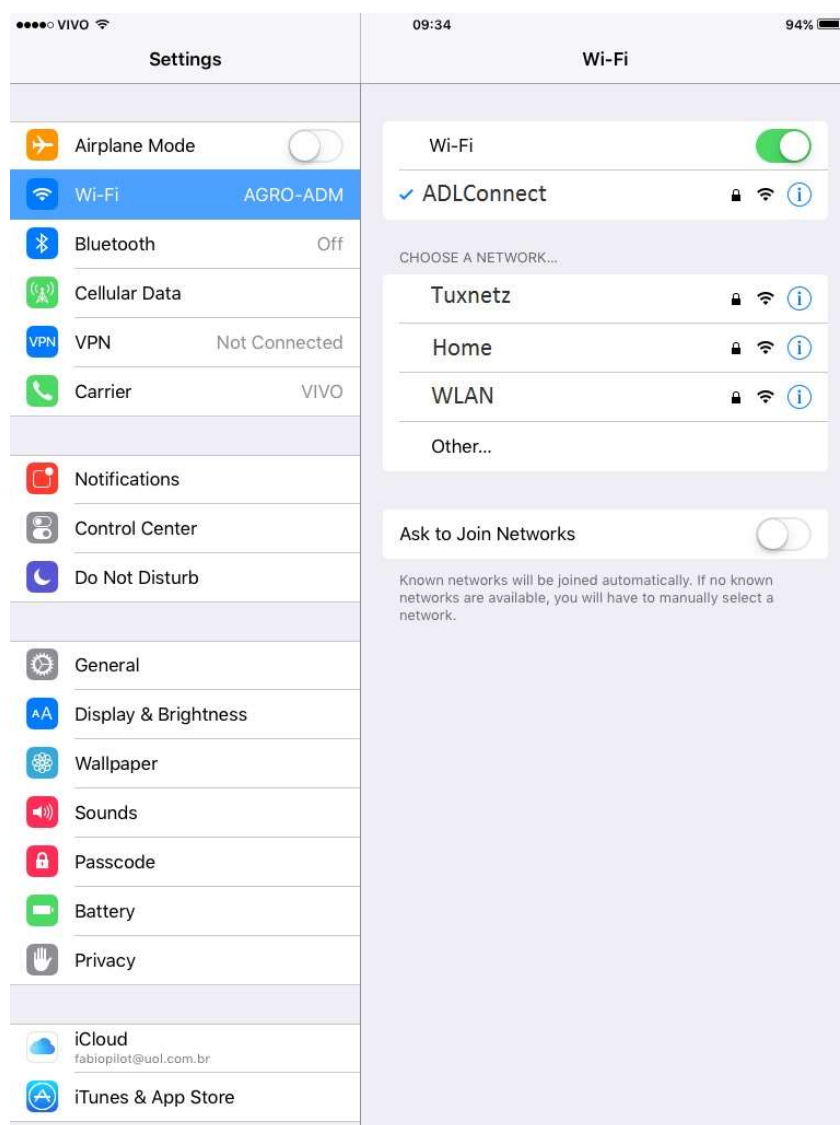 VIVO
09:34
94%
Settings
Wi-Fi
Airplane Mode
Wi-Fi AGRO-ADM
Bluetooth Off
Cellular Data
VPN VPN Not Connected
Carrier VIVO
Notifications
Control Center
Do Not Disturb
General
AA Display & Brightness
Wallpaper
Sounds
Passcode
Battery
Privacy
iCloud
fabiopilot@uol.com.br
iTunes & App Store
Wi-Fi
ADLConnect
CHOOSE A NETWORK...
Tuxnetz
Home
WLAN
Other...
Ask to Join Networks
Known networks will be joined automatically. If no known
networks are available, you will have to manually select a
network.